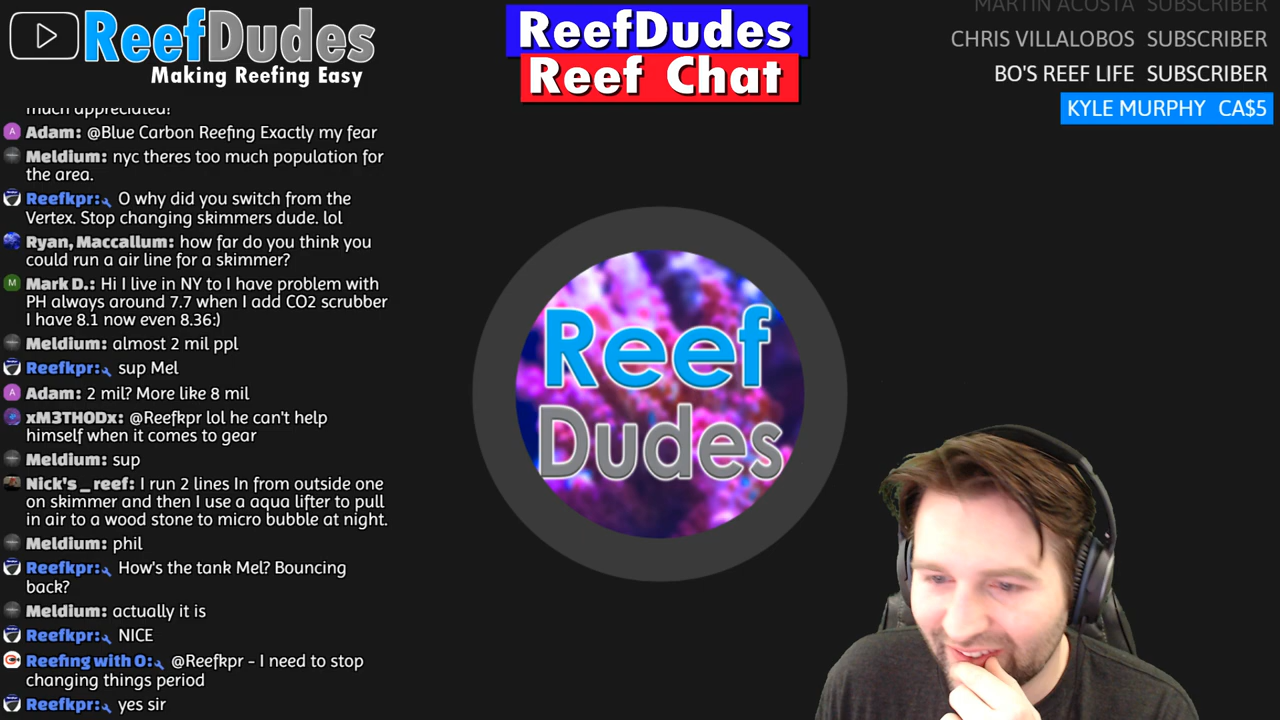 ReefDudes
Making Reefing Easy
ReefDudes
Reef Chat
MARTIN ACOSTA SUBSCRIBER
CHRIS VILLALOBOS SUBSCRIBER
BO'S REEF LIFE SUBSCRIBER
KYLE MURPHY CA$5
much appreciated!
A Adam: @Blue Carbon Reefing Exactly my fear
Meldium: nyc theres too much population for
the area.
Reefkpr: O why did you switch from the
Vertex. Stop changing skimmers dude. lol
Ryan, Maccallum: how far do you think you
could run a air line for a skimmer?
M Mark D.: Hi I live in NY to I have problem with
PH always around 7.7 when I add CO2 scrubber
I have 8.1 now even 8.36:)
Meldium: almost 2 mil ppl
Reefkpr: sup Mel
A Adam: 2 mil? More like 8 mil
xM3THODx: @Reefkpr lol he can't help
himself when it comes to gear
Meldium: sup
Nick's _ reef: I run 2 lines In from outside one
on skimmer and then I use a aqua lifter to pull
in air to a wood stone to micro bubble at night.
Meldium: phil
Reefkpr: How's the tank Mel? Bouncing
back?
Meldium: actually it is
Reefkpr: NICE
Reefing with O: @Reefkpr - I need to stop
changing things period
Reefkpr: yes sir
Reef
Dudes